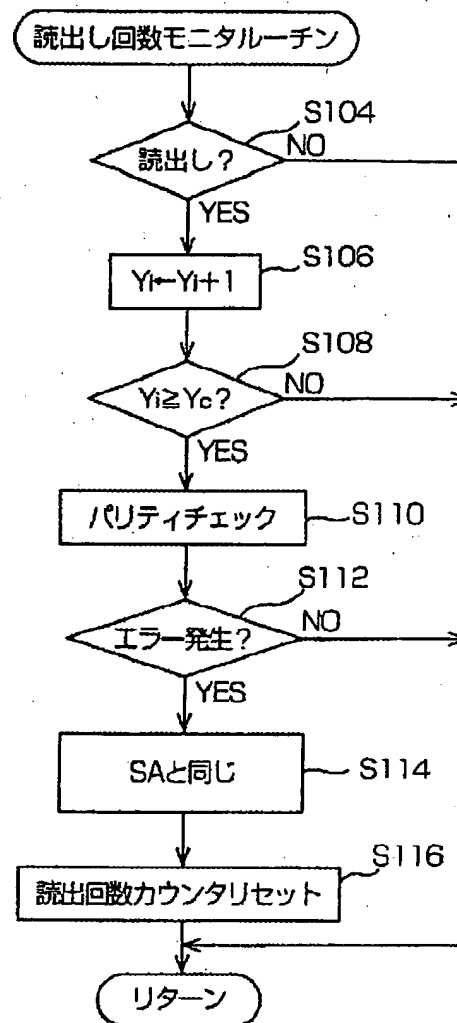 読出し回数モニタルーチン
S104
読出し?
NO
YES
S106
Yi←Yi+1
S108
Yi≧Yc?
NO
YES
パリティチェック
S110
S112
エラー発生?
NO
YES
SAと同じ
S114
S116
読出回数カウンタリセット
リターン